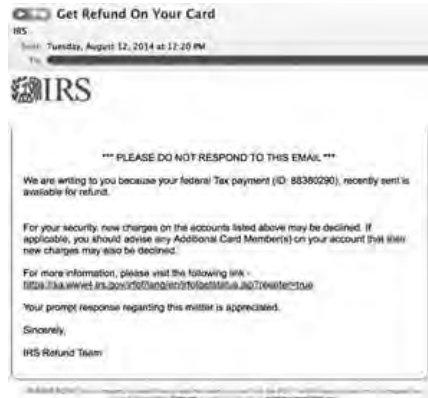 Get Refund On Your Card
IRS
Sent: Tuesday, August 12, 2014 at 12:20 PM
To:
IRS
*** PLEASE DO NOT RESPOND TO THIS EMAIL ***
We are writing to you because your federal Tax payment (ID: 88380290), recently sent is
available for refund.
For your security, new charges on the accounts listed above may be declined. If
applicable, you should advise any Additional Card Member(s) on your account that their
new charges may also be declined.
For more information, please visit the following link -
Your prompt response regarding this matter is appreciated.
Sincerely,
IRS Refund Team